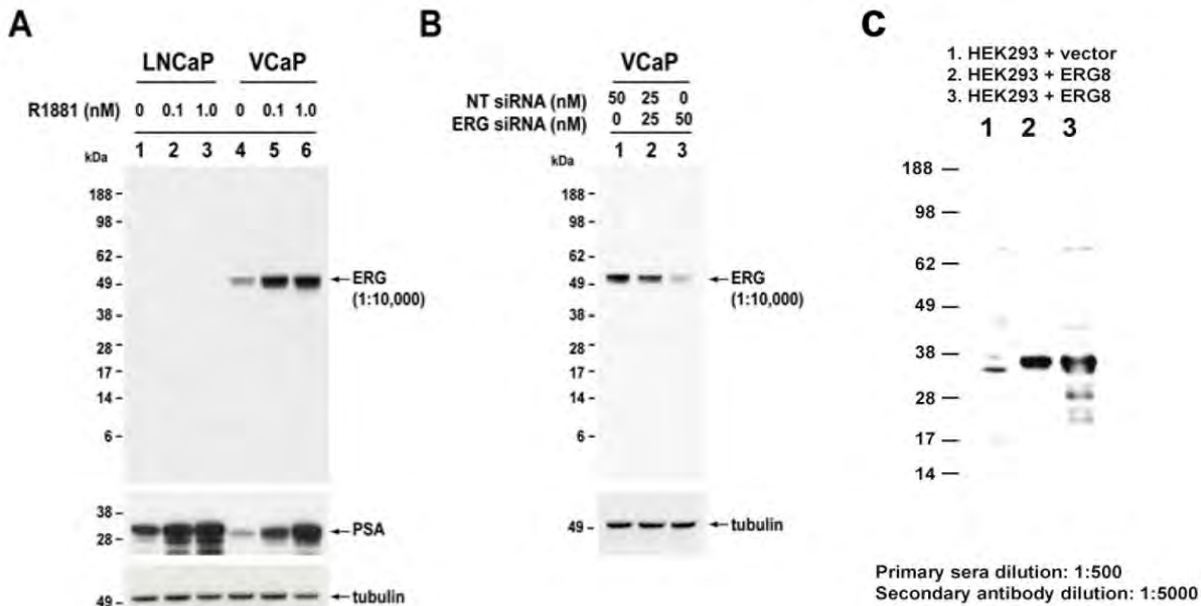 A
LNCaP VCaP
R1881 (nM) 0 0.1 1.0 0 0.1 1.0
1 2 3 4 5 6
kDa
188
98
62
49
38
28
17
14
6
ERG
(1:10,000)
38
28
PSA
49
tubulin
B
VCaP
NT siRNA (nM) 50 25 0
ERG siRNA (nM) 0 25 50
1 2 3
kDa
188
98
62
49
38
28
17
14
6
ERG
(1:10,000)
49
tubulin
C
1. HEK293 + vector
2. HEK293 + ERG8
3. HEK293 + ERG8
1 2 3
188
98
62
49
38
28
17
14
Primary sera dilution: 1:500
Secondary antibody dilution: 1:5000